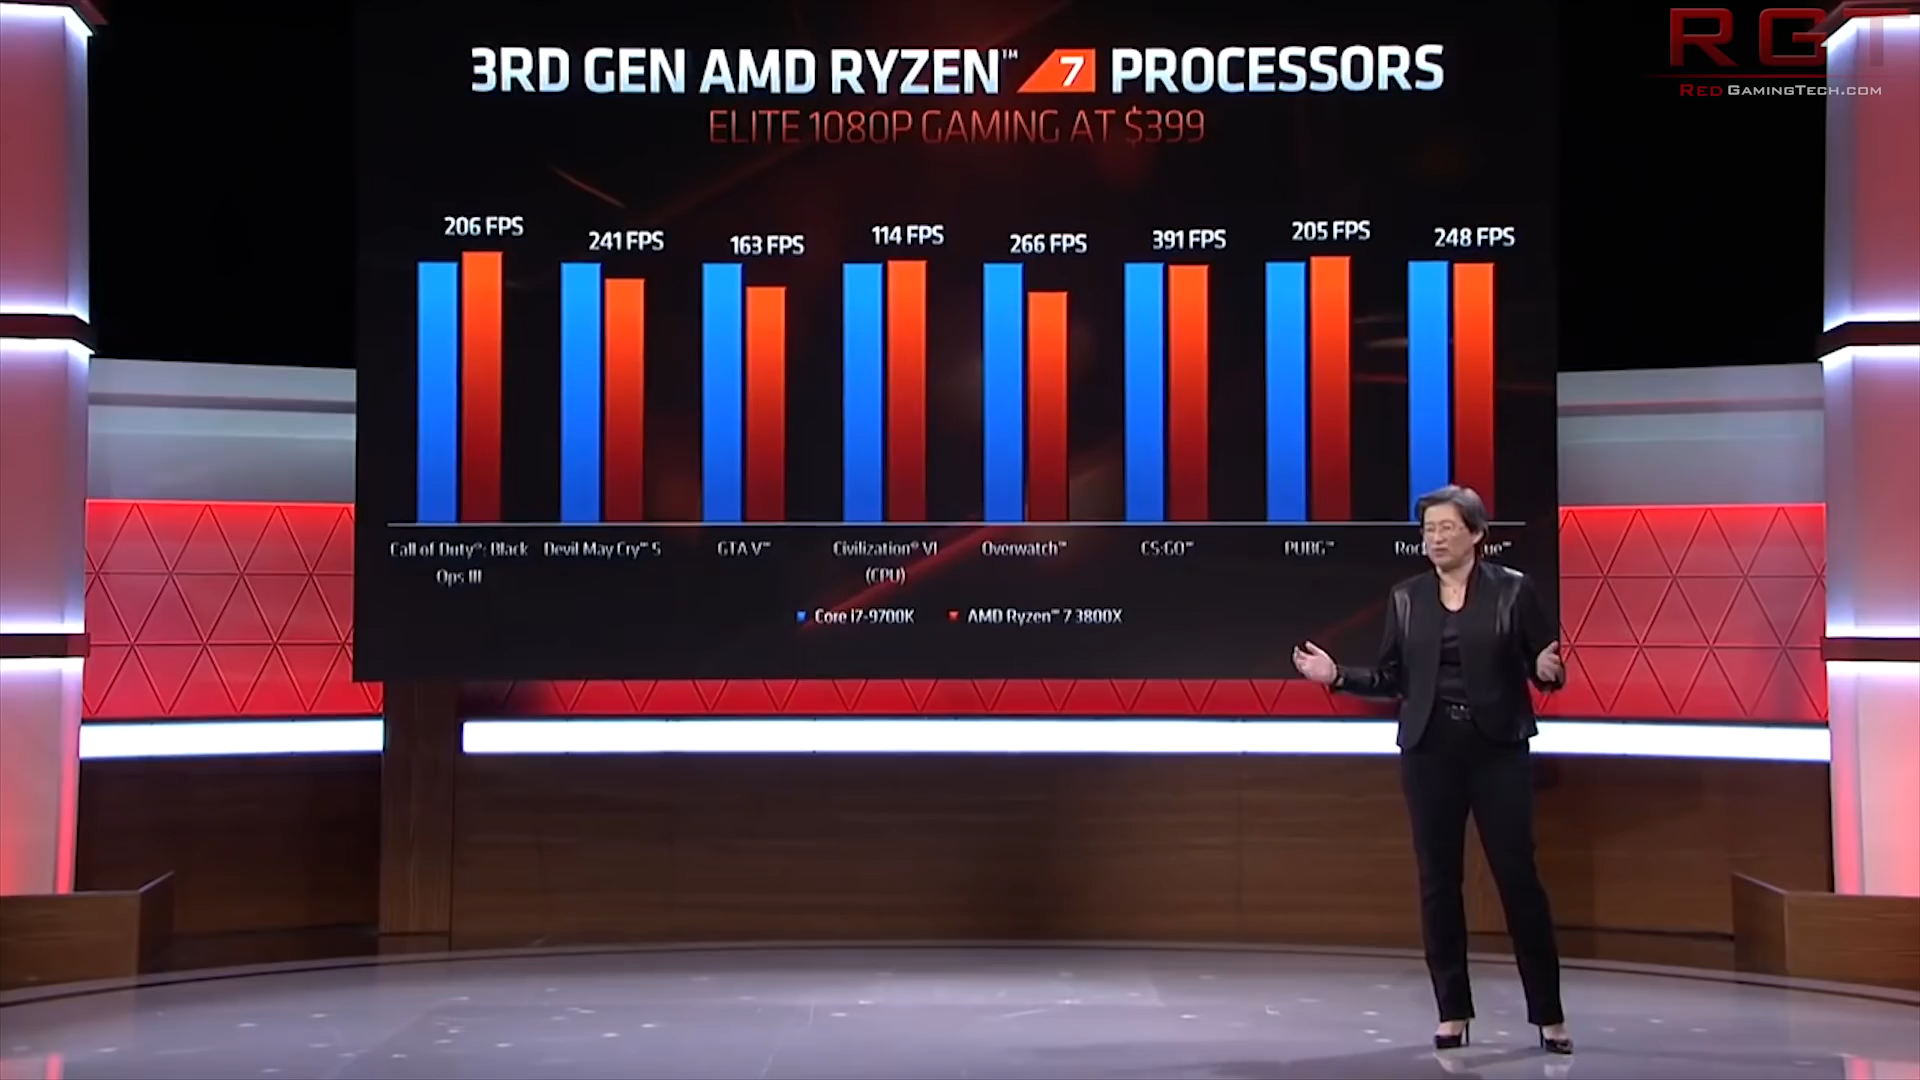 RGT
RedGamingTech.com
3RD GEN AMD RYZEN™ 7 PROCESSORS
ELITE 1080P GAMING AT $399
206 FPS 241 FPS 163 FPS 114 FPS 266 FPS 391 FPS 205 FPS 248 FPS
Call of Duty®: Black Ops III Devil May Cry™ 5 GTA V™ Civilization® VI (CPU) Overwatch™ CS:GO™ PUBG™
Core i7-9700K AMD Ryzen™ 7 3800X